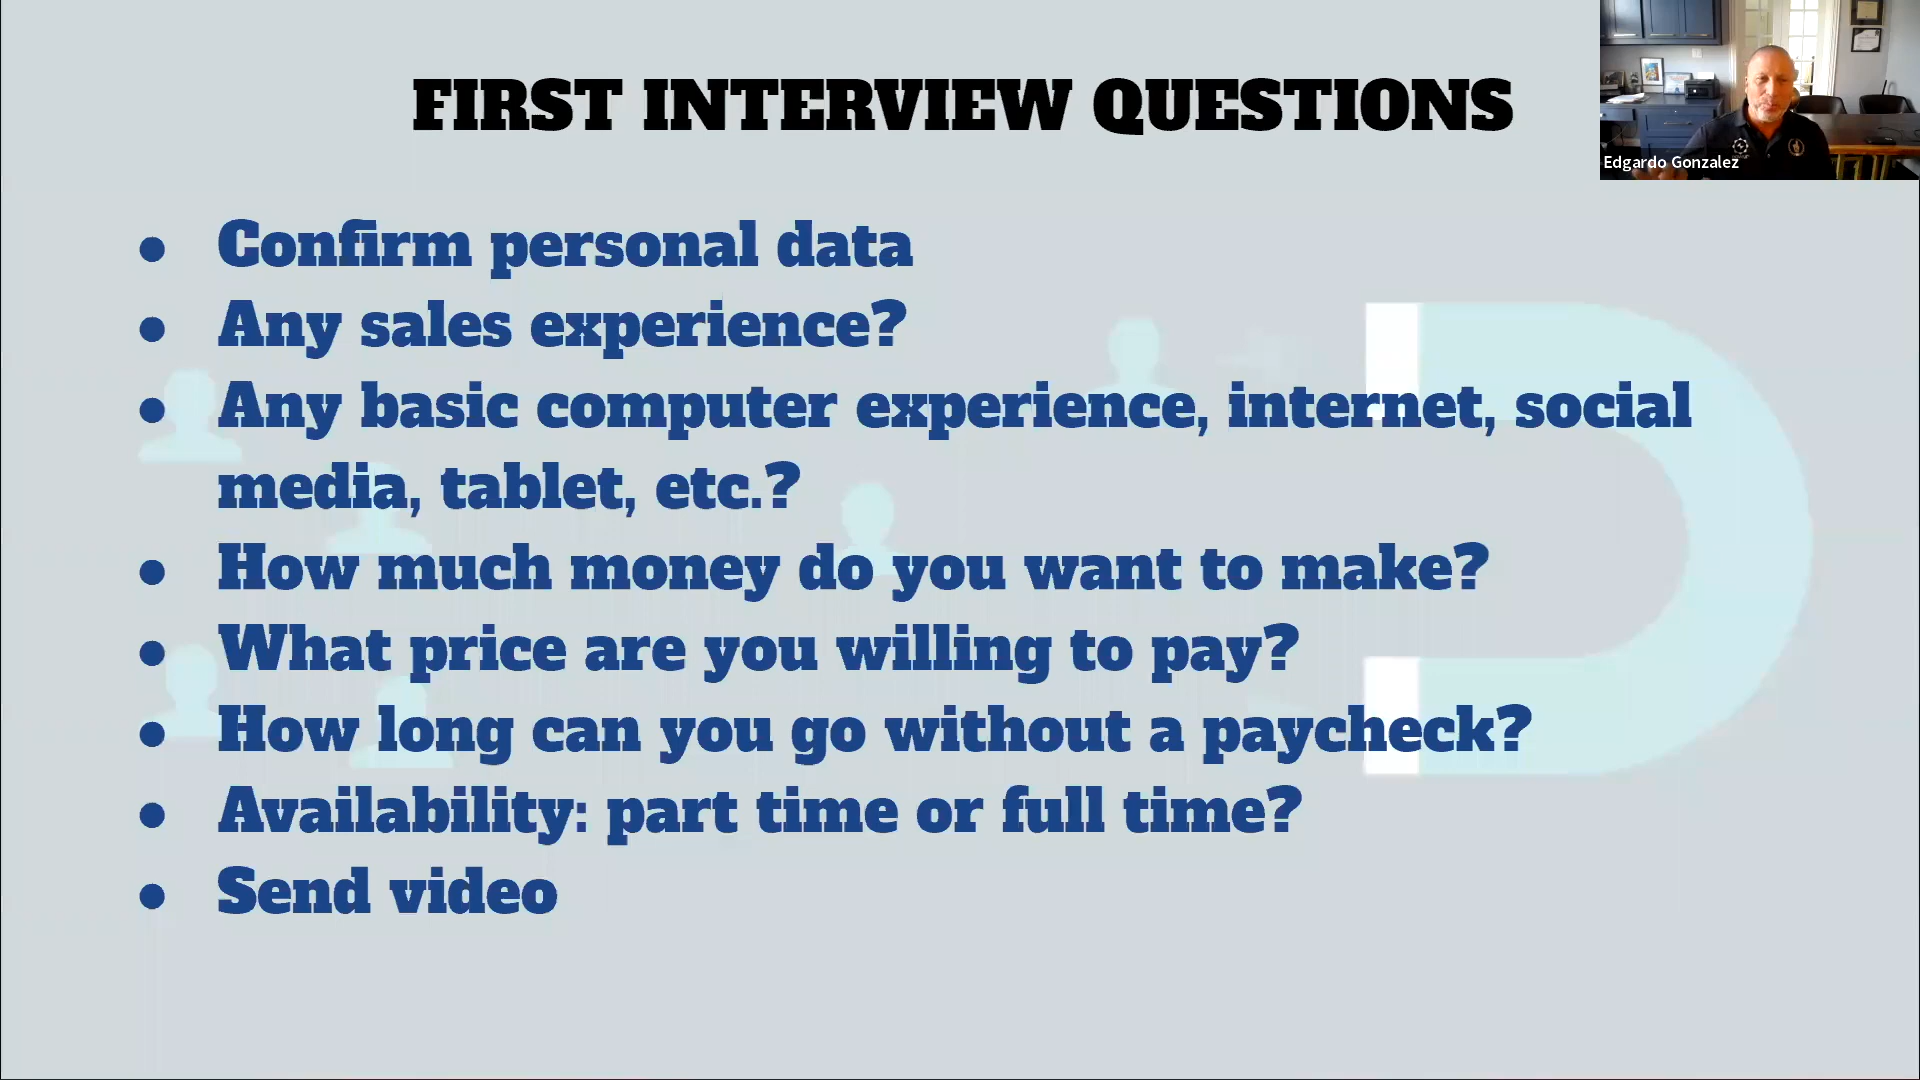 FIRST INTERVIEW QUESTIONS
Edgardo Gonzalez
● Confirm personal data
● Any sales experience?
● Any basic computer experience, internet, social
media, tablet, etc.?
● How much money do you want to make?
● What price are you willing to pay?
● How long can you go without a paycheck?
● Availability: part time or full time?
● Send video